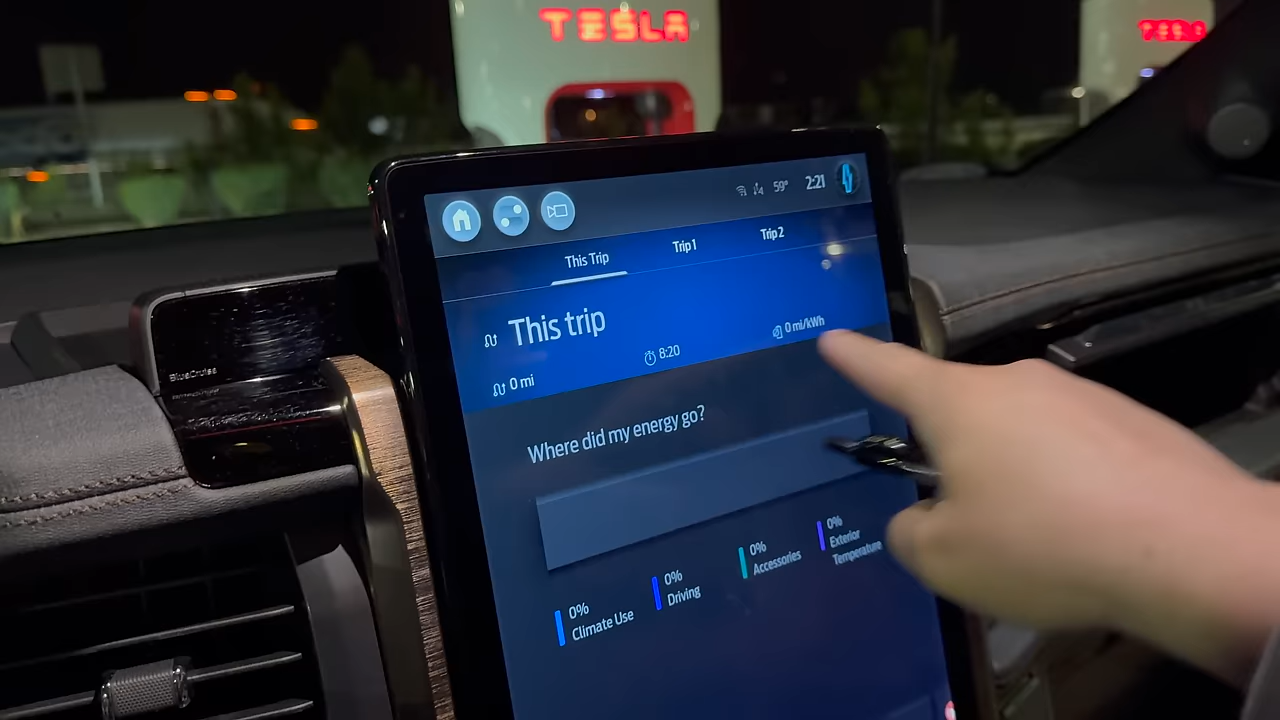 TESLA
TESLA
59° 2:21
This Trip Trip 1 Trip 2
This trip
0 mi 8:20 0 mi/kWh
Where did my energy go?
0% Climate Use
0% Driving
0% Accessories
0% Exterior Temperature
BlueCruise